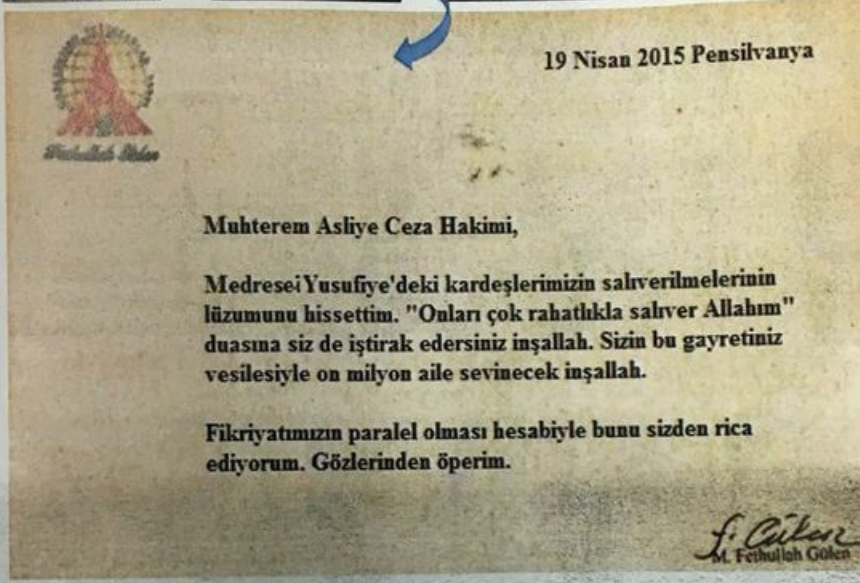 19 Nisan 2015 Pensilvanya
Muhterem Asliye Ceza Hakimi,
Medresei Yusufiye'deki kardeşlerimizin salıverilmelerinin
lüzumunu hissettim. "Onları çok rahatlıkla salıver Allahım"
duasına siz de iştirak edersiniz inşallah. Sizin bu gayretiniz
vesilesiyle on milyon aile sevinecek inşallah.
Fikriyatımızın paralel olması hesabiyle bunu sizden rica
ediyorum. Gözlerinden öperim.
f. Gülen
M. Fethullah Gülen